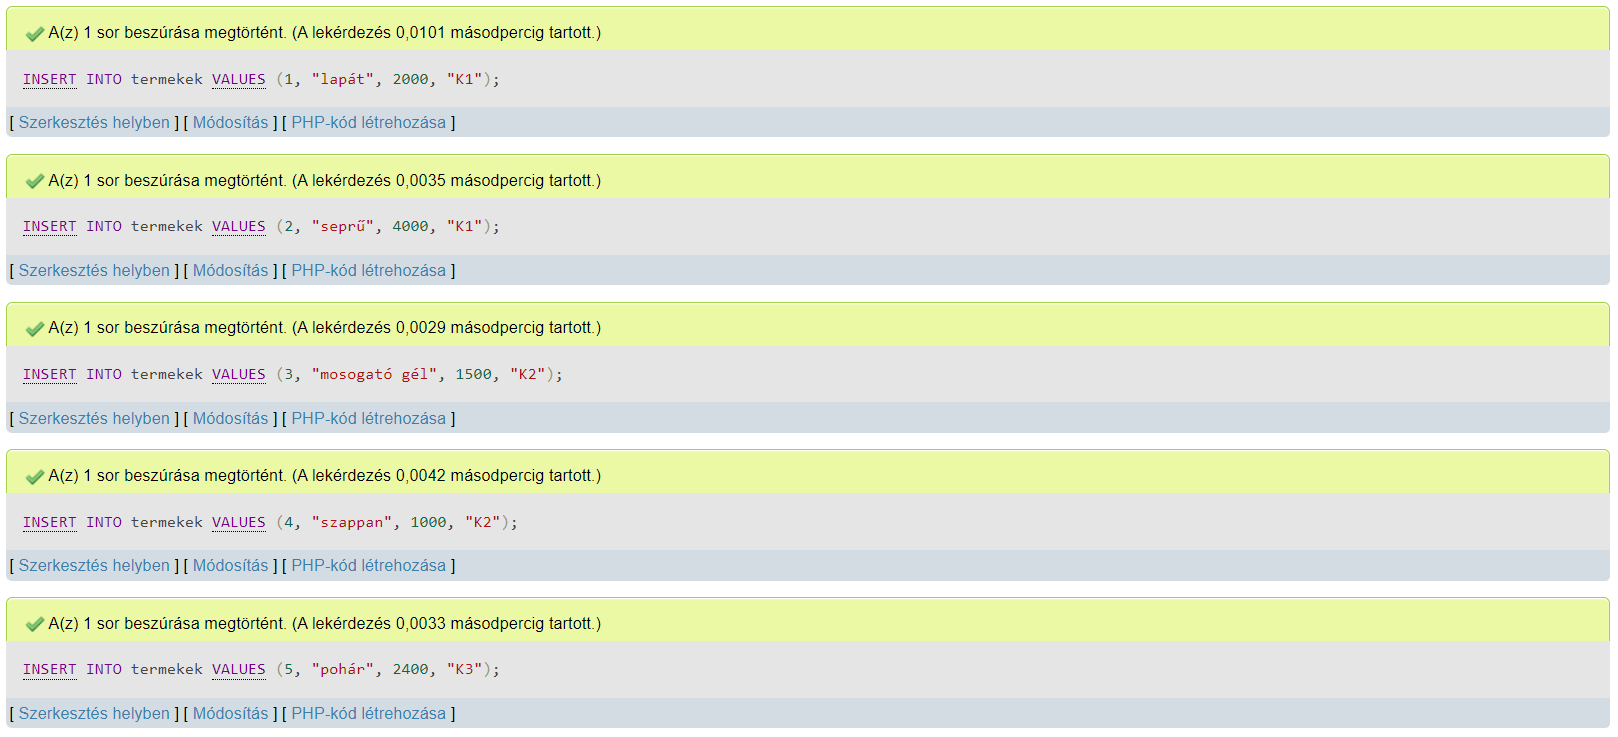 A(z) 1 sor beszúrása megtörtént. (A lekérdezés 0,0101 másodpercig tartott.)
INSERT INTO termekek VALUES (1, "lapát", 2000, "K1");
[ Szerkesztés helyben ] [ Módosítás ] [ PHP-kód létrehozása ]
A(z) 1 sor beszúrása megtörtént. (A lekérdezés 0,0035 másodpercig tartott.)
INSERT INTO termekek VALUES (2, "seprű", 4000, "K1");
[ Szerkesztés helyben ] [ Módosítás ] [ PHP-kód létrehozása ]
A(z) 1 sor beszúrása megtörtént. (A lekérdezés 0,0029 másodpercig tartott.)
INSERT INTO termekek VALUES (3, "mosogató gél", 1500, "K2");
[ Szerkesztés helyben ] [ Módosítás ] [ PHP-kód létrehozása ]
A(z) 1 sor beszúrása megtörtént. (A lekérdezés 0,0042 másodpercig tartott.)
INSERT INTO termekek VALUES (4, "szappan", 1000, "K2");
[ Szerkesztés helyben ] [ Módosítás ] [ PHP-kód létrehozása ]
A(z) 1 sor beszúrása megtörtént. (A lekérdezés 0,0033 másodpercig tartott.)
INSERT INTO termekek VALUES (5, "pohár", 2400, "K3");
[ Szerkesztés helyben ] [ Módosítás ] [ PHP-kód létrehozása ]